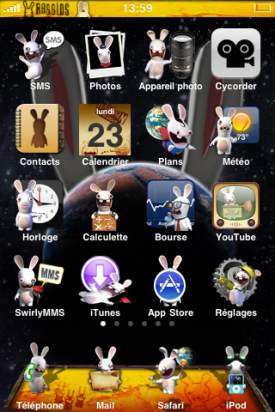 RABBIDS 13:59
SMS
SMS Photos Appareil photo Cycorder
lundi
23 73°
Contacts Calendrier Plans Météo
Horloge Calculette Bourse YouTube
MMS
SwirlyMMS iTunes App Store Réglages
Téléphone Mail Safari iPod